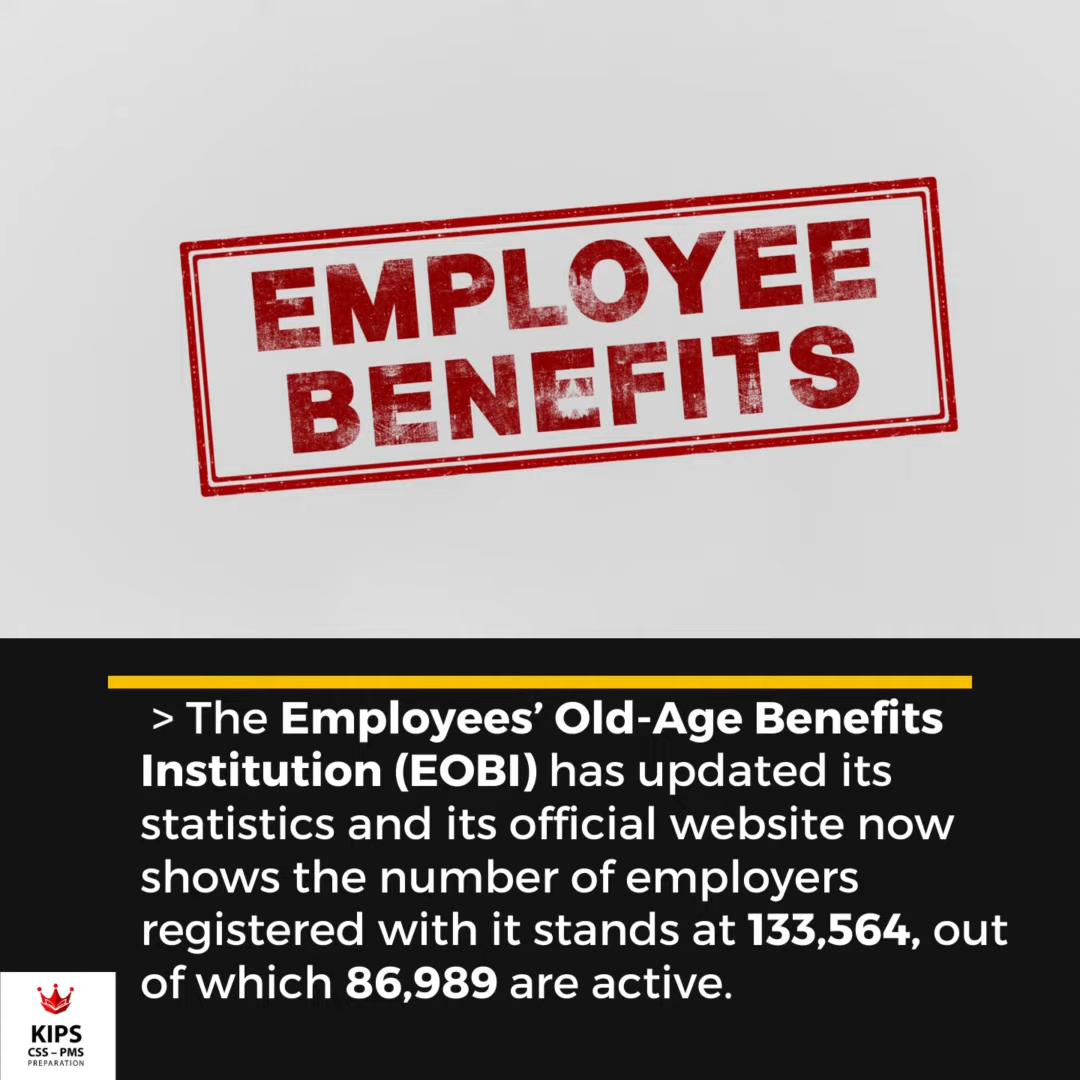 EMPLOYEE
BENEFITS
> The Employees’ Old-Age Benefits
Institution (EOBI) has updated its
statistics and its official website now
shows the number of employers
registered with it stands at 133,564, out
of which 86,989 are active.
KIPS
CSS – PMS
PREPARATION